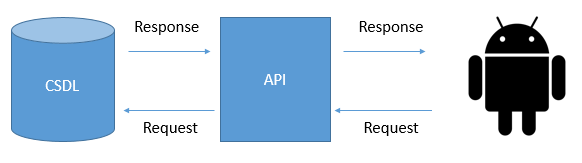 Response
Response
CSDL
API
Request
Request